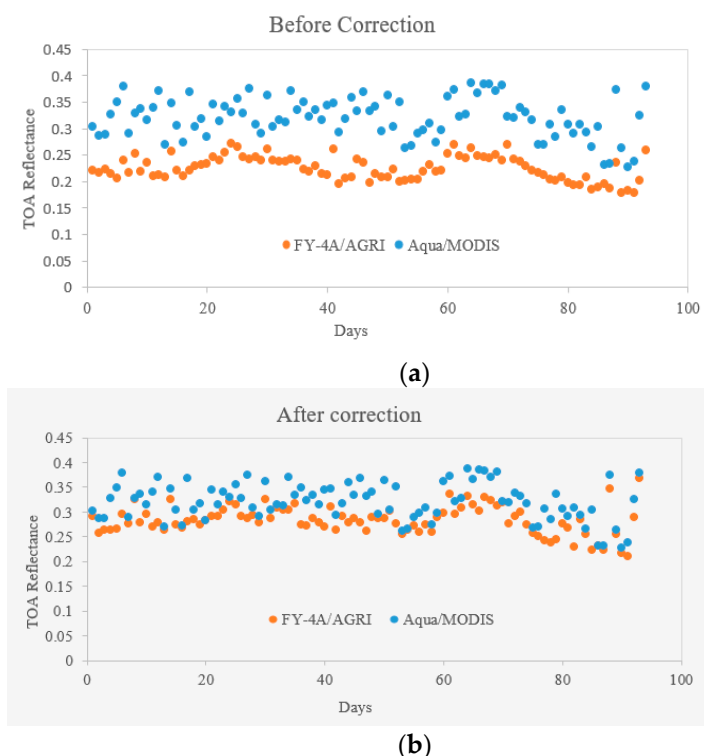 Before Correction
0.45
0.4
0.35
0.3
0.25
0.2
0.15
0.1
0.05
0
TOA Reflectance
FY-4A/AGRI Aqua/MODIS
0 20 40 60 80 100
Days
(a)
After correction
0.45
0.4
0.35
0.3
0.25
0.2
0.15
0.1
0.05
0
TOA Reflectance
FY-4A/AGRI Aqua/MODIS
0 20 40 60 80 100
Days
(b)